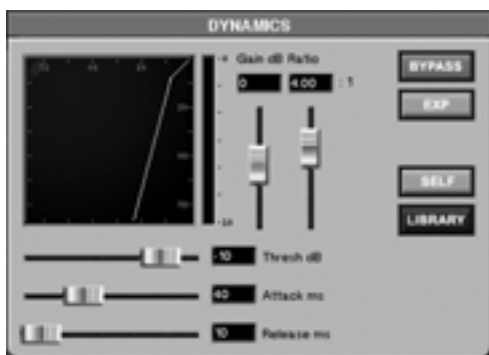 DYNAMICS
Gain dB Ratio
0 4.00 : 1
BYPASS
EXP
SELF
LIBRARY
-10 Thresh dB
40 Attack ms
10 Release ms